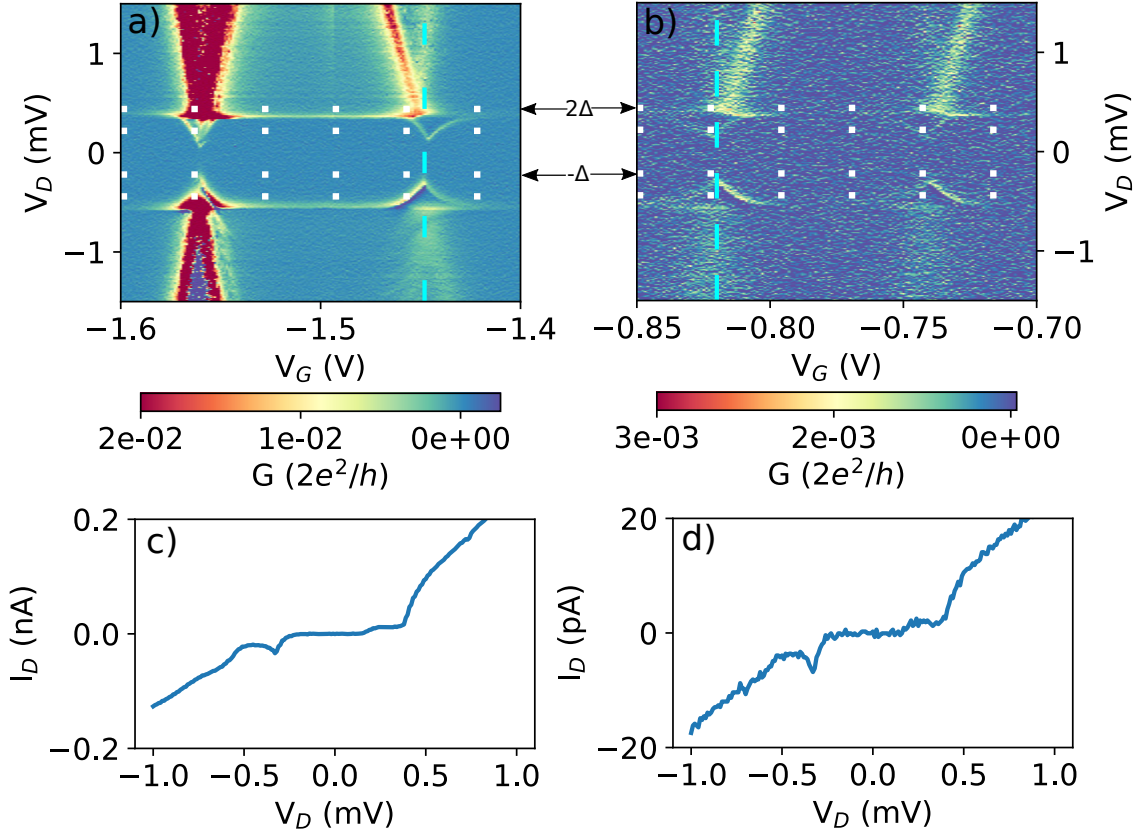 a)
b)
1
0
−1
V_D (mV)
2Δ
-Δ
1
0
−1
V_D (mV)
−1.6
−1.5
−1.4
V_G (V)
−0.85
−0.80
−0.75
−0.70
V_G (V)
2e-02
1e-02
0e+00
G (2e²/h)
3e-03
2e-03
0e+00
G (2e²/h)
c)
0.2
0.0
−0.2
I_D (nA)
−1.0
−0.5
0.0
0.5
1.0
V_D (mV)
d)
20
0
−20
I_D (pA)
−1.0
−0.5
0.0
0.5
1.0
V_D (mV)